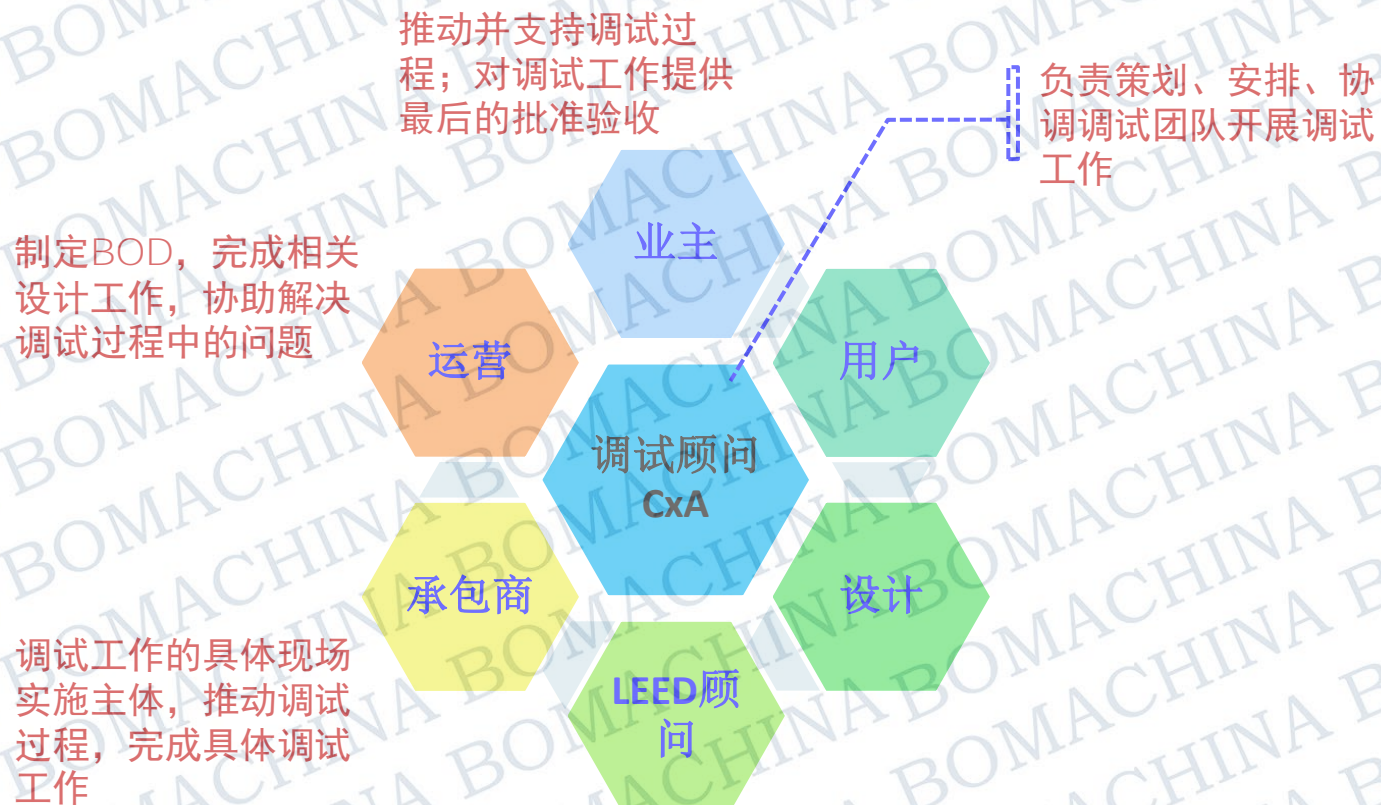 推动并支持调试过
程；对调试工作提供
最后的批准验收
负责策划、安排、协
调调试团队开展调试
工作
业主
制定BOD，完成相关
设计工作，协助解决
调试过程中的问题
运营
用户
调试顾问
CxA
承包商
设计
调试工作的具体现场
实施主体，推动调试
过程，完成具体调试
工作
LEED顾
问
BOMACHINA BOMACHINA BOMACHINA